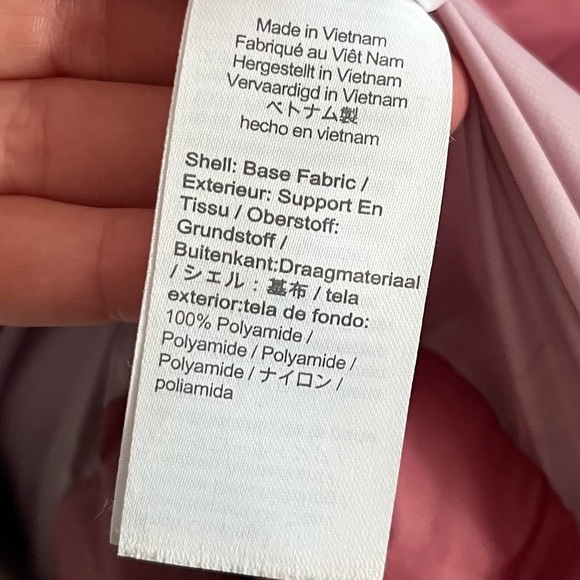 Made in Vietnam
Fabriqué au Viêt Nam
Hergestellt in Vietnam
Vervaardigd in Vietnam
ベトナム製
hecho en vietnam
Shell: Base Fabric /
Exterieur: Support En
Tissu / Oberstoff:
Grundstoff /
Buitenkant:Draagmateriaal
/ シェル : 基布 / tela
exterior:tela de fondo:
100% Polyamide /
Polyamide / Polyamide /
Polyamide / ナイロン /
poliamida